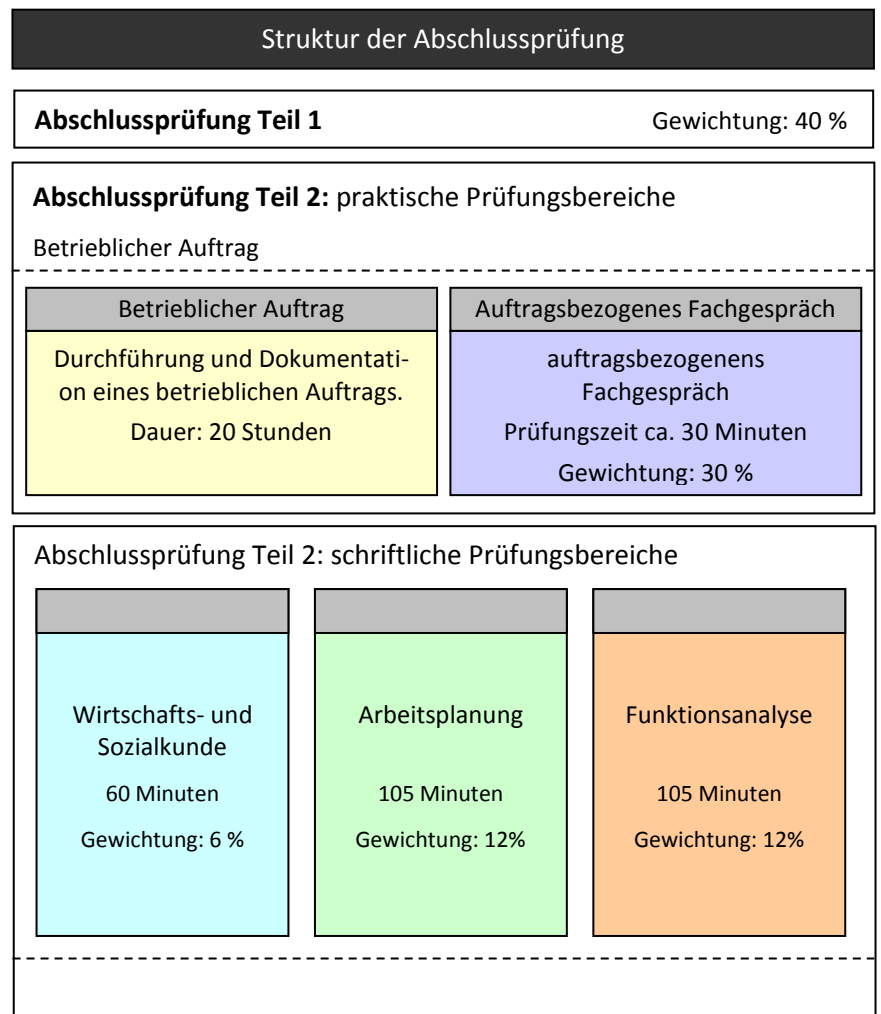 Struktur der Abschlussprüfung
Abschlussprüfung Teil 1 Gewichtung: 40 %
Abschlussprüfung Teil 2: praktische Prüfungsbereiche
Betrieblicher Auftrag
Betrieblicher Auftrag
Durchführung und Dokumentati-
on eines betrieblichen Auftrags.
Dauer: 20 Stunden
Auftragsbezogenes Fachgespräch
auftragsbezogenens
Fachgespräch
Prüfungszeit ca. 30 Minuten
Gewichtung: 30 %
Abschlussprüfung Teil 2: schriftliche Prüfungsbereiche
Wirtschafts- und
Sozialkunde
60 Minuten
Gewichtung: 6 %
Arbeitsplanung
105 Minuten
Gewichtung: 12%
Funktionsanalyse
105 Minuten
Gewichtung: 12%